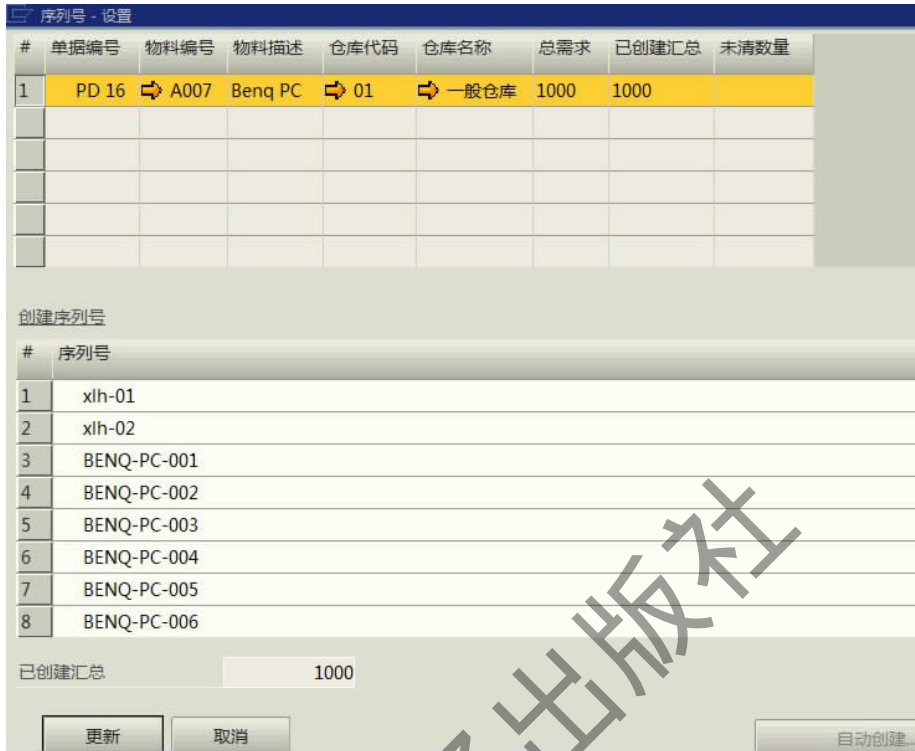 序列号 - 设置
# 单据编号 物料编号 物料描述 仓库代码 仓库名称 总需求 已创建汇总 未清数量
1 PD 16 A007 Benq PC 01 一般仓库 1000 1000
创建序列号
# 序列号
1 xlh-01
2 xlh-02
3 BENQ-PC-001
4 BENQ-PC-002
5 BENQ-PC-003
6 BENQ-PC-004
7 BENQ-PC-005
8 BENQ-PC-006
已创建汇总 1000
更新 取消 自动创建...
出版社